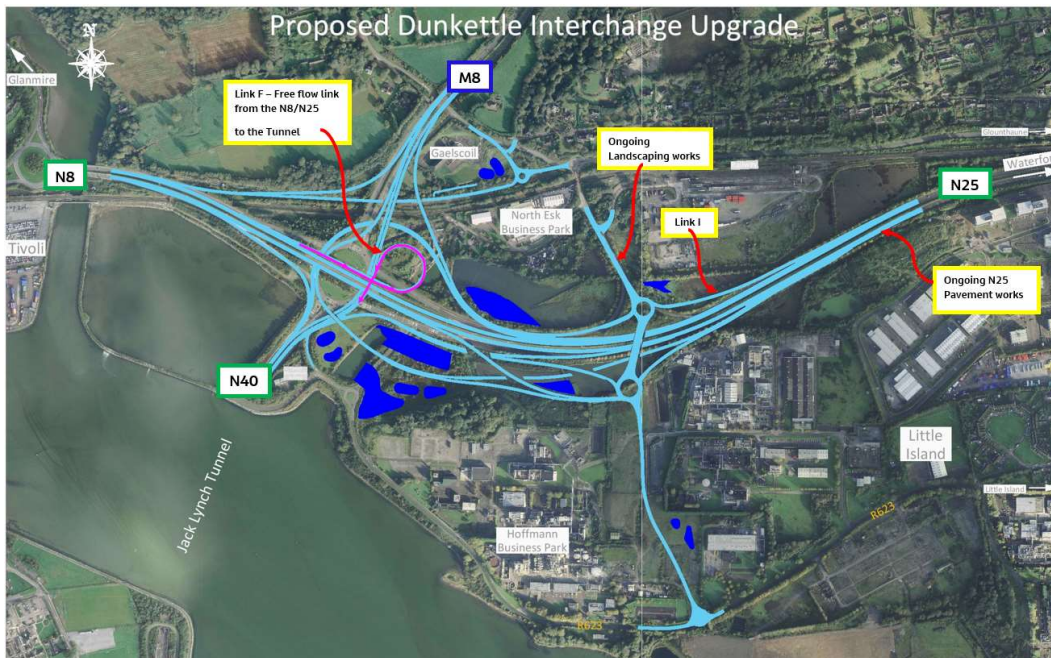 Proposed Dunkettle Interchange Upgrade
N
Glanmire
M8
Link F – Free flow link
from the N8/N25
to the Tunnel
Ongoing
Landscaping works
Glounthaune
Gaelscoil
Waterford
N8
N25
North Esk
Business Park
Link I
Tivoli
Ongoing N25
Pavement works
N40
Little
Island
Jack Lynch Tunnel
Little Island
R623
Hoffmann
Business Park
R623